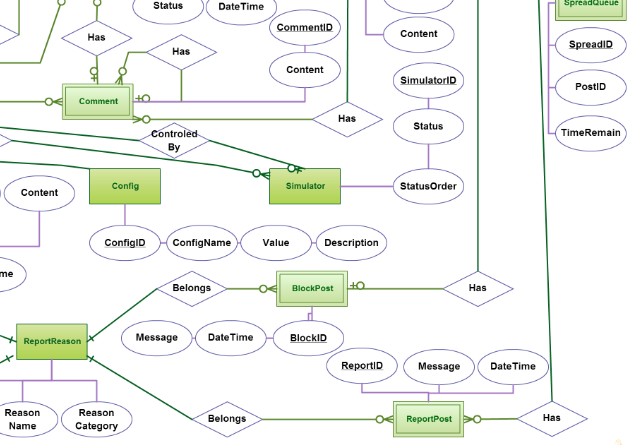 Status
DateTime
SpreadQueue
CommentID
Content
Has
Has
SpreadID
Content
SimulatorID
PostID
Comment
Has
Status
TimeRemain
Controled
By
Config
Simulator
StatusOrder
Content
ConfigID
ConfigName
Value
Description
me
Belongs
BlockPost
Has
Message
DateTime
BlockID
ReportReason
ReportID
Message
DateTime
Reason
Name
Reason
Category
Belongs
ReportPost
Has